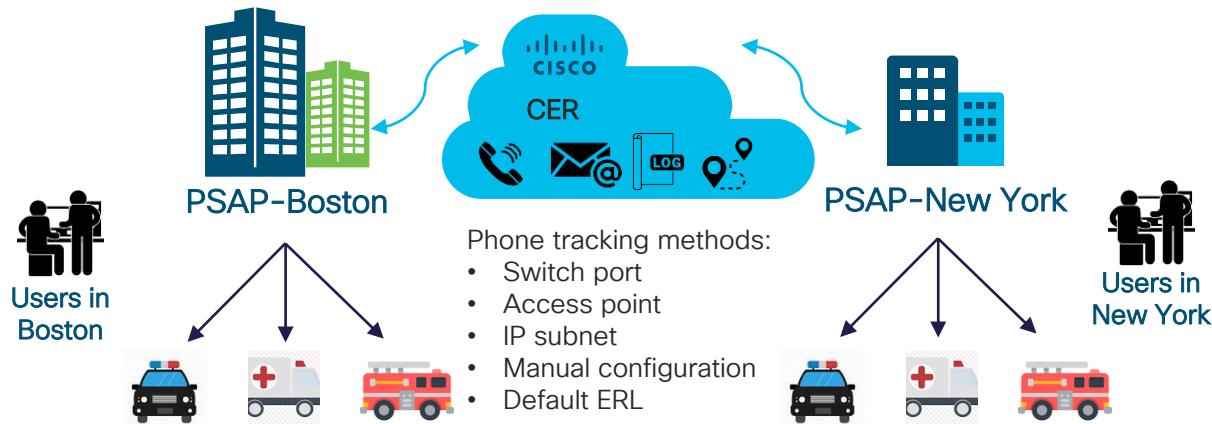 CISCO
CER
LOG
@
PSAP-Boston
PSAP-New York
Users in
Boston
Phone tracking methods:
• Switch port
• Access point
• IP subnet
• Manual configuration
• Default ERL
Users in
New York